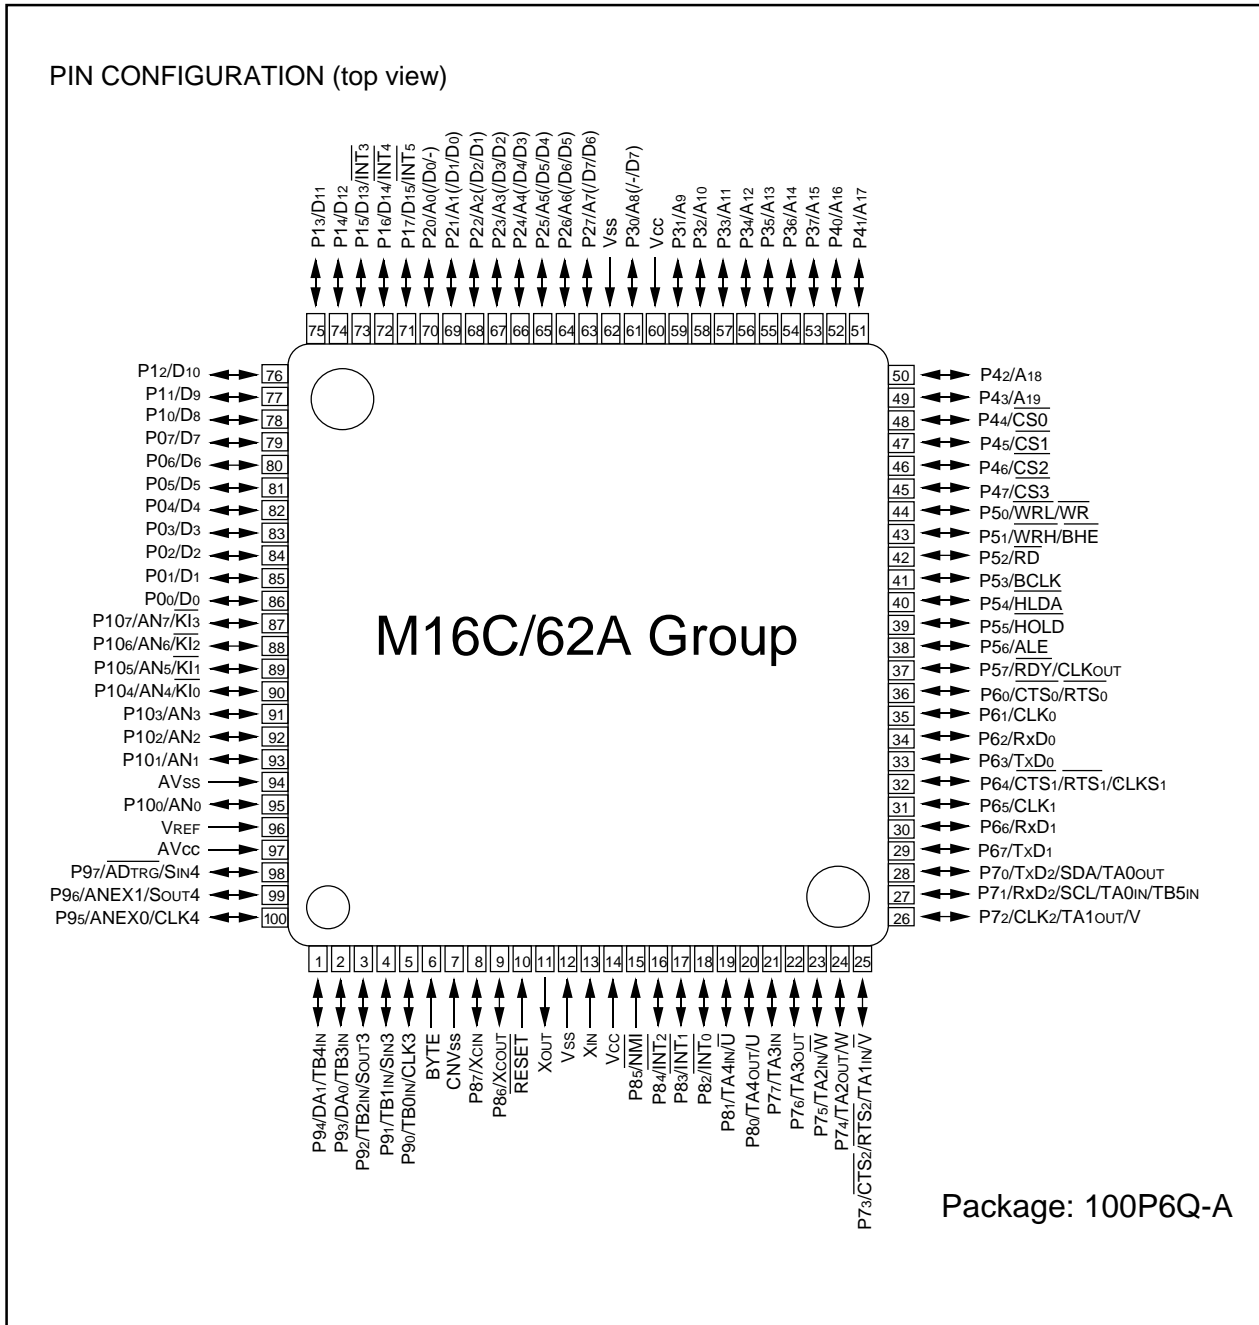 PIN CONFIGURATION (top view)
P13/D11
P14/D12
P15/D13/INT3
P16/D14/INT4
P17/D15/INT5
P20/A0(/D0/-)
P21/A1(/D1/D0)
P22/A2(/D2/D1)
P23/A3(/D3/D2)
P24/A4(/D4/D3)
P25/A5(/D5/D4)
P26/A6(/D6/D5)
P27/A7(/D7/D6)
Vss
P30/A8(/-/D7)
Vcc
P31/A9
P32/A10
P33/A11
P34/A12
P35/A13
P36/A14
P37/A15
P40/A16
P41/A17
75 74 73 72 71 70 69 68 67 66 65 64 63 62 61 60 59 58 57 56 55 54 53 52 51
P12/D10 76
P11/D9 77
P10/D8 78
P07/D7 79
P06/D6 80
P05/D5 81
P04/D4 82
P03/D3 83
P02/D2 84
P01/D1 85
P00/D0 86
P107/AN7/KI3 87
P106/AN6/KI2 88
P105/AN5/KI1 89
P104/AN4/KI0 90
P103/AN3 91
P102/AN2 92
P101/AN1 93
AVSS 94
P100/AN0 95
VREF 96
AVcc 97
P97/ADTRG/SIN4 98
P96/ANEX1/SOUT4 99
P95/ANEX0/CLK4 100
M16C/62A Group
50 P42/A18
49 P43/A19
48 P44/CS0
47 P45/CS1
46 P46/CS2
45 P47/CS3
44 P50/WRL/WR
43 P51/WRH/BHE
42 P52/RD
41 P53/BCLK
40 P54/HLDA
39 P55/HOLD
38 P56/ALE
37 P57/RDY/CLKOUT
36 P60/CTS0/RTS0
35 P61/CLK0
34 P62/RxD0
33 P63/TXD0
32 P64/CTS1/RTS1/CLKS1
31 P65/CLK1
30 P66/RxD1
29 P67/TXD1
28 P70/TXD2/SDA/TA0OUT
27 P71/RxD2/SCL/TA0IN/TB5IN
26 P72/CLK2/TA1OUT/V
1 2 3 4 5 6 7 8 9 10 11 12 13 14 15 16 17 18 19 20 21 22 23 24 25
P94/DA1/TB4IN
P93/DA0/TB3IN
P92/TB2IN/SOUT3
P91/TB1IN/SIN3
P90/TB0IN/CLK3
BYTE
CNVss
P87/XCIN
P86/XCOUT
RESET
XOUT
VSS
XIN
VCC
P85/NMI
P84/INT2
P83/INT1
P82/INT0
P81/TA4IN/U
P80/TA4OUT/U
P77/TA3IN
P76/TA3OUT
P75/TA2IN/W
P74/TA2OUT/W
P73/CTS2/RTS2/TA1IN/V
Package: 100P6Q-A